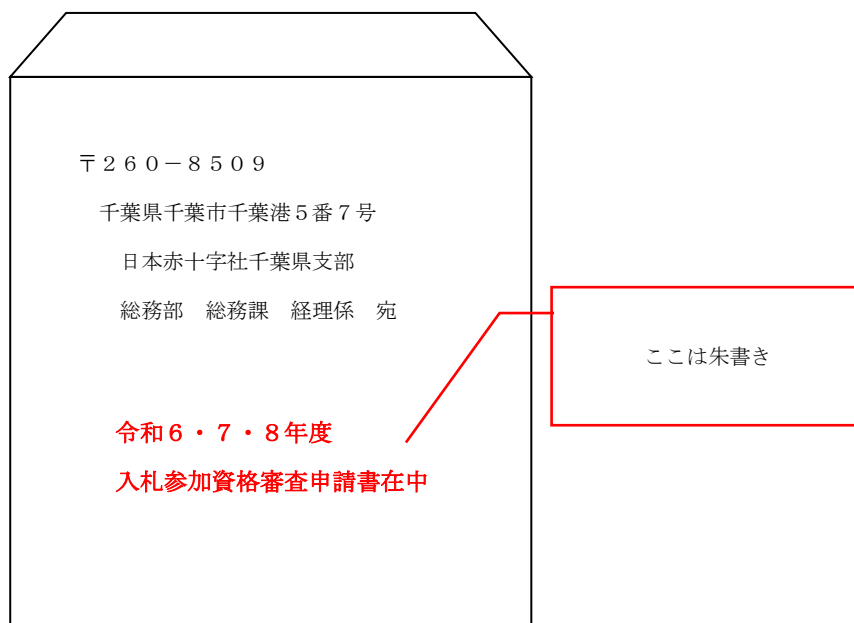 〒２６０－８５０９
千葉県千葉市千葉港５番７号
日本赤十字社千葉県支部
総務部　総務課　経理係　宛
ここは朱書き
令和６・７・８年度
入札参加資格審査申請書在中